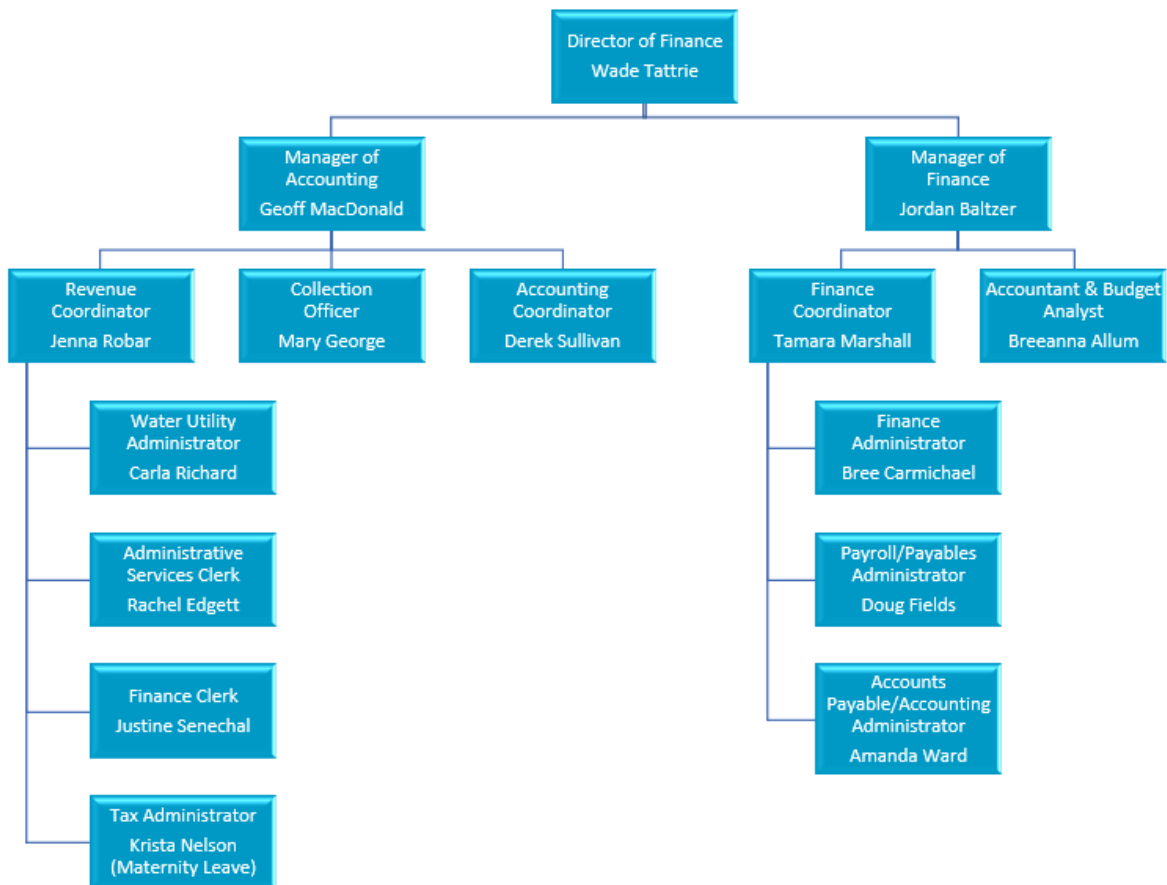 Director of Finance
Wade Tattrie
Manager of
Accounting
Geoff MacDonald
Manager of
Finance
Jordan Baltzer
Revenue
Coordinator
Jenna Robar
Collection
Officer
Mary George
Accounting
Coordinator
Derek Sullivan
Finance
Coordinator
Tamara Marshall
Accountant & Budget
Analyst
Breeanna Allum
Water Utility
Administrator
Carla Richard
Administrative
Services Clerk
Rachel Edgett
Finance Clerk
Justine Senechal
Tax Administrator
Krista Nelson
(Maternity Leave)
Finance
Administrator
Bree Carmichael
Payroll/Payables
Administrator
Doug Fields
Accounts
Payable/Accounting
Administrator
Amanda Ward